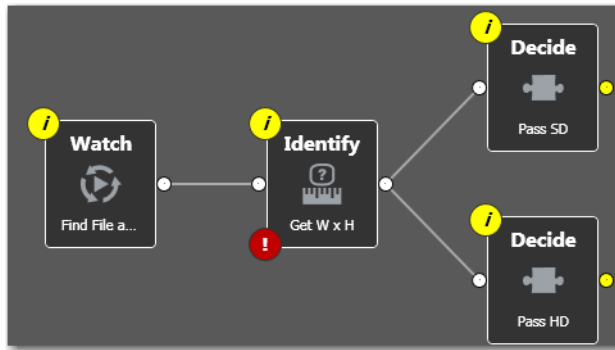 i
Watch
Find File a...
i
Identify
?
Get W x H
!
i
Decide
Pass SD
i
Decide
Pass HD